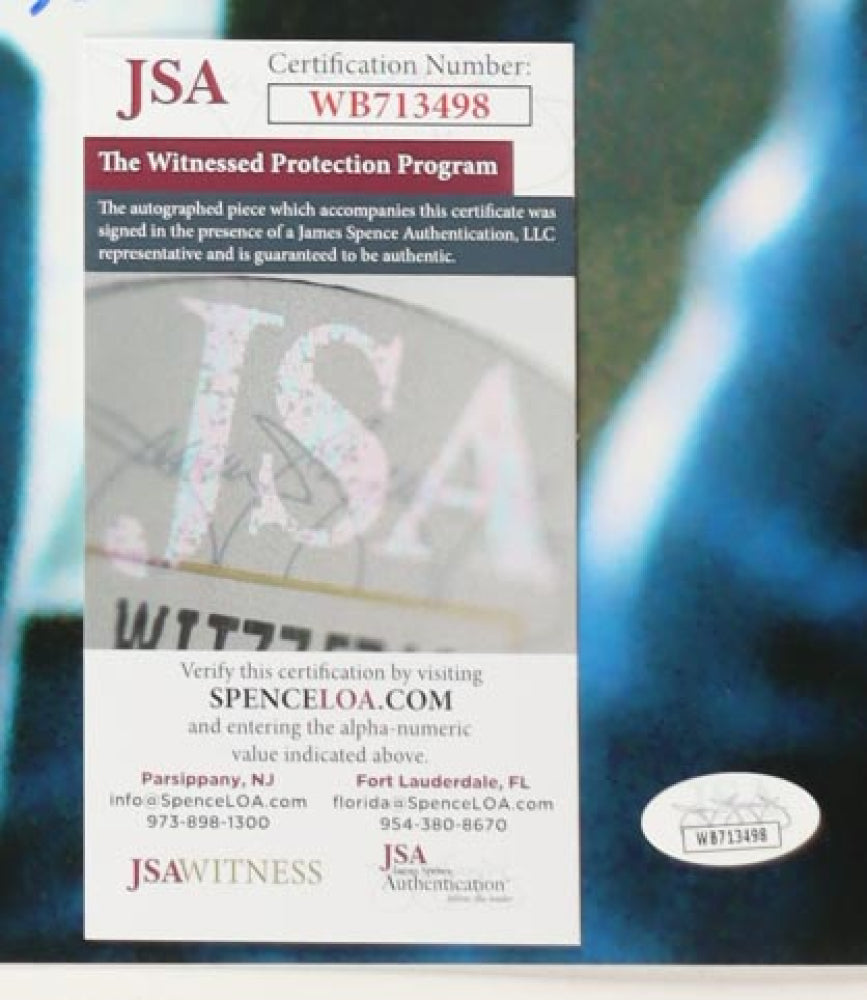 JSA
Certification Number:
WB713498
The Witnessed Protection Program
The autographed piece which accompanies this certificate was
signed in the presence of a James Spence Authentication, LLC
representative and is guaranteed to be authentic.
JSA
Verify this certification by visiting
SPENCELOA.COM
and entering the alpha-numeric
value indicated above.
Parsippany, NJ
info@SpenceLOA.com
973-898-1300
Fort Lauderdale, FL
florida@SpenceLOA.com
954-380-8670
JSAWITNESS
JSA
James Spence
Authentication
WB713498